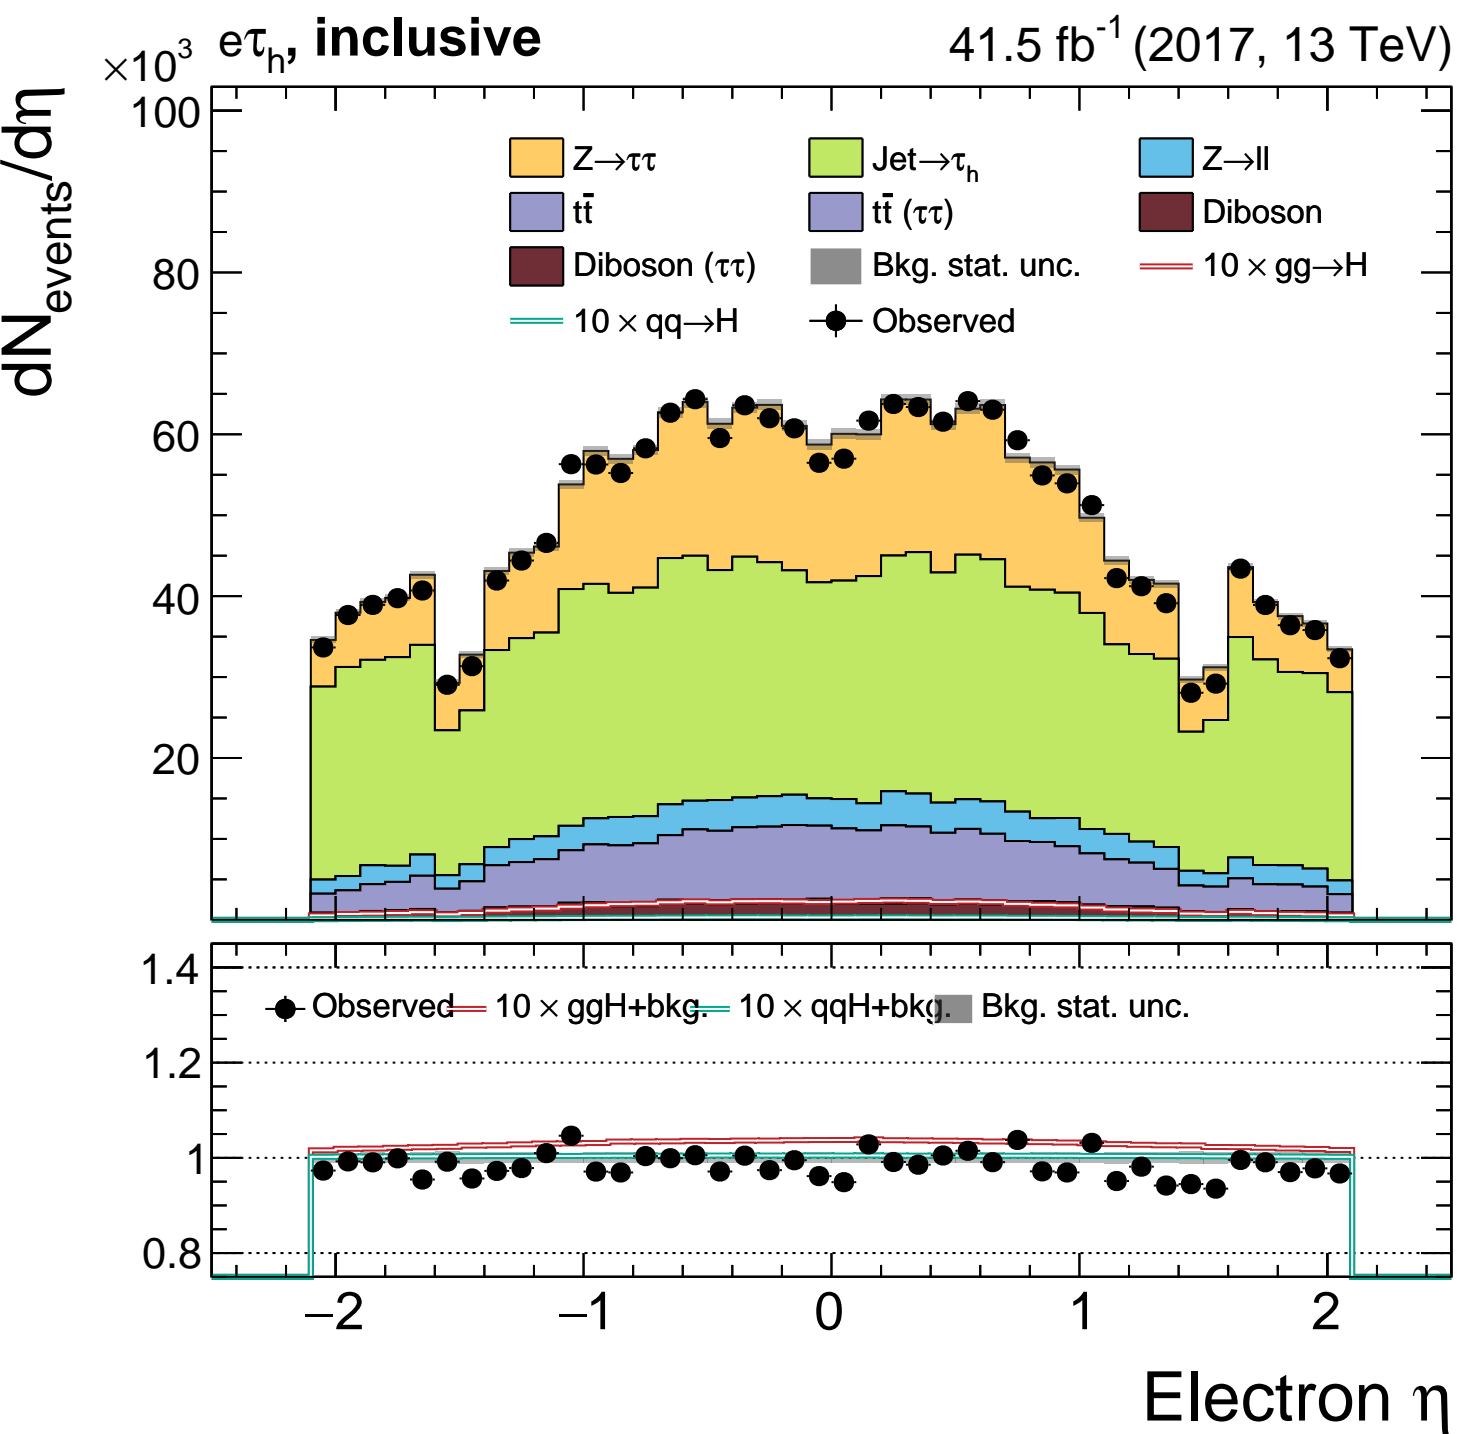 ×10³ eτₕ, inclusive 41.5 fb⁻¹ (2017, 13 TeV)
dN_events/dη
100
80
60
40
20
Z→ττ Jet→τₕ Z→ll
tt̄ tt̄ (ττ) Diboson
Diboson (ττ) Bkg. stat. unc. 10 × gg→H
10 × qq→H Observed
1.4
1.2
1
0.8
Observed 10 × ggH+bkg. 10 × qqH+bkg. Bkg. stat. unc.
−2 −1 0 1 2
Electron η